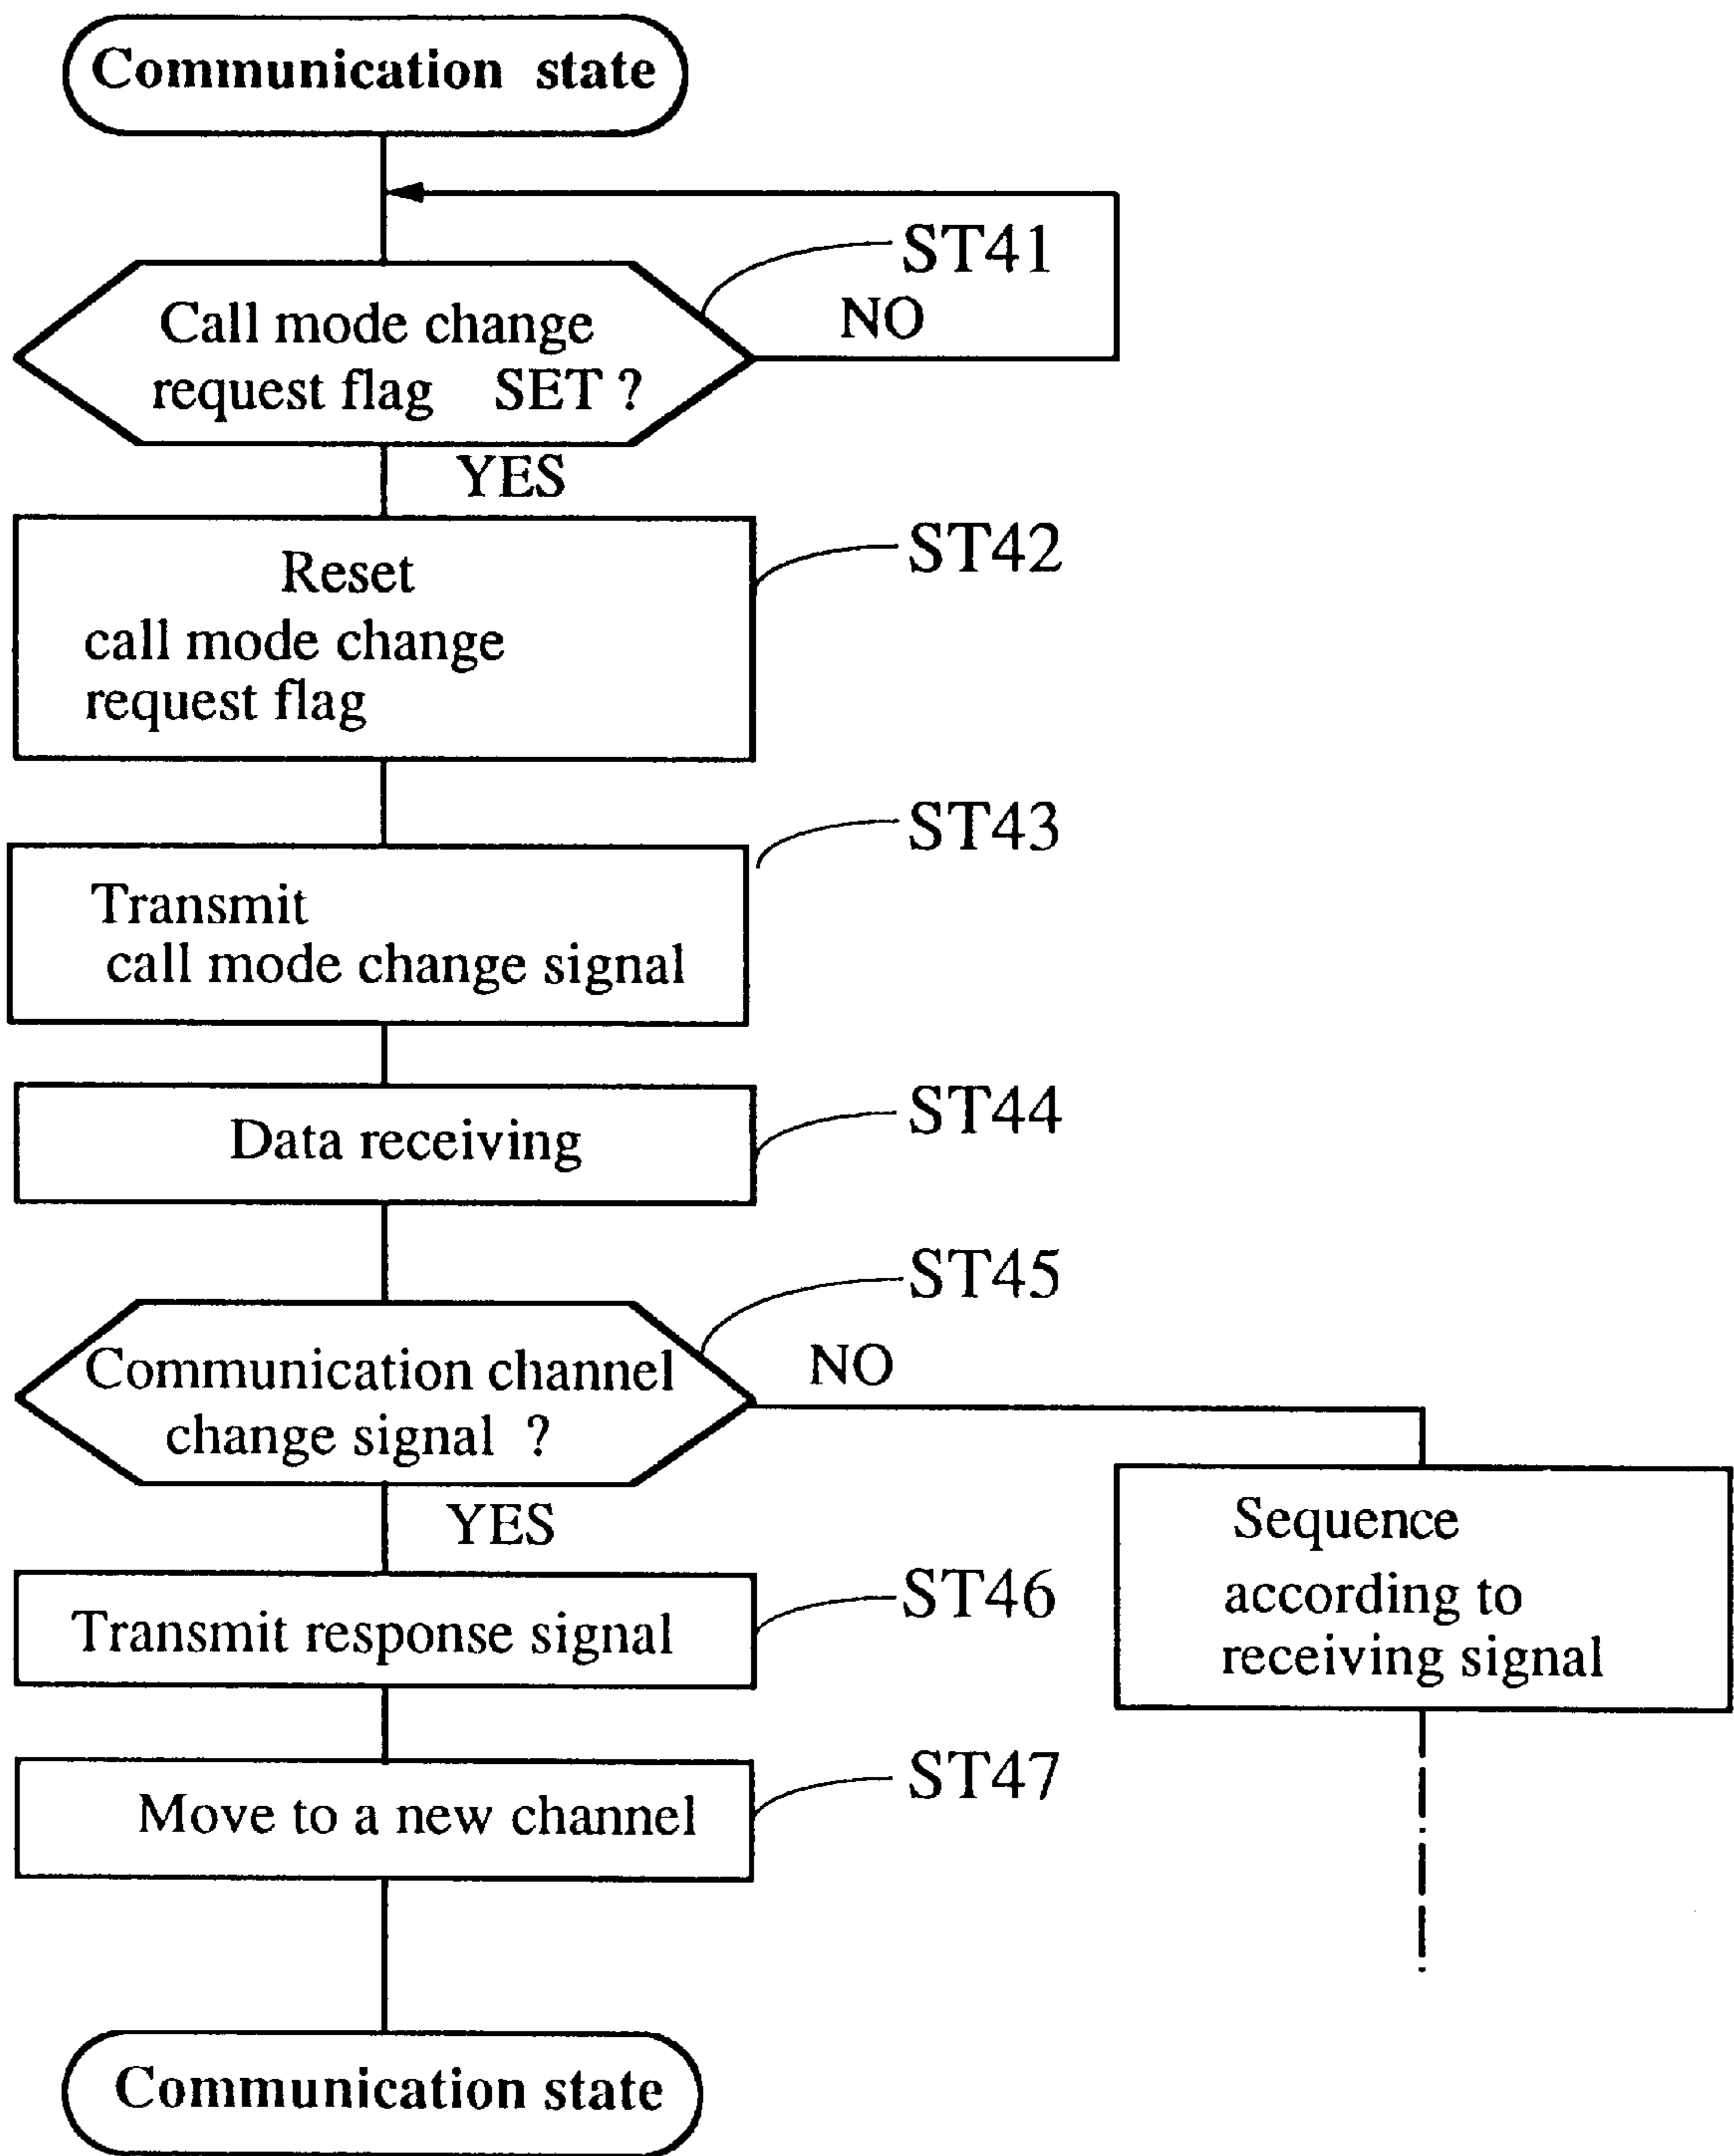 Communication state
ST41
Call mode change
request flag SET ?
NO
YES
Reset
call mode change
request flag
ST42
ST43
Transmit
call mode change signal
Data receiving
ST44
ST45
Communication channel
change signal ?
NO
YES
Sequence
according to
receiving signal
Transmit response signal
ST46
Move to a new channel
ST47
Communication state